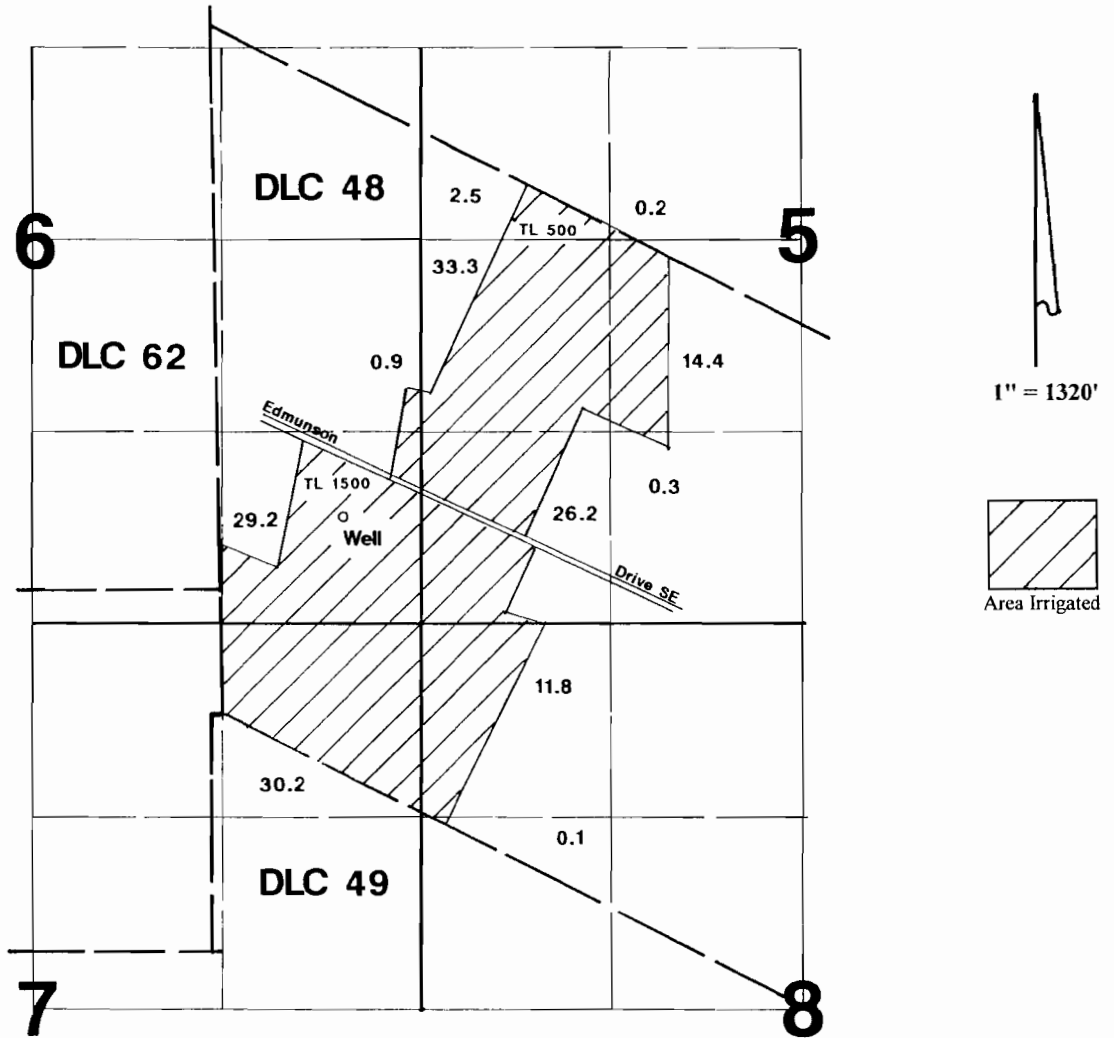 DLC 48
2.5
0.2
6
5
TL 500
33.3
DLC 62
0.9
14.4
1" = 1320'
Edmunson
TL 1500
0.3
29.2
26.2
Well
Drive SE
Area Irrigated
11.8
30.2
0.1
DLC 49
7
8